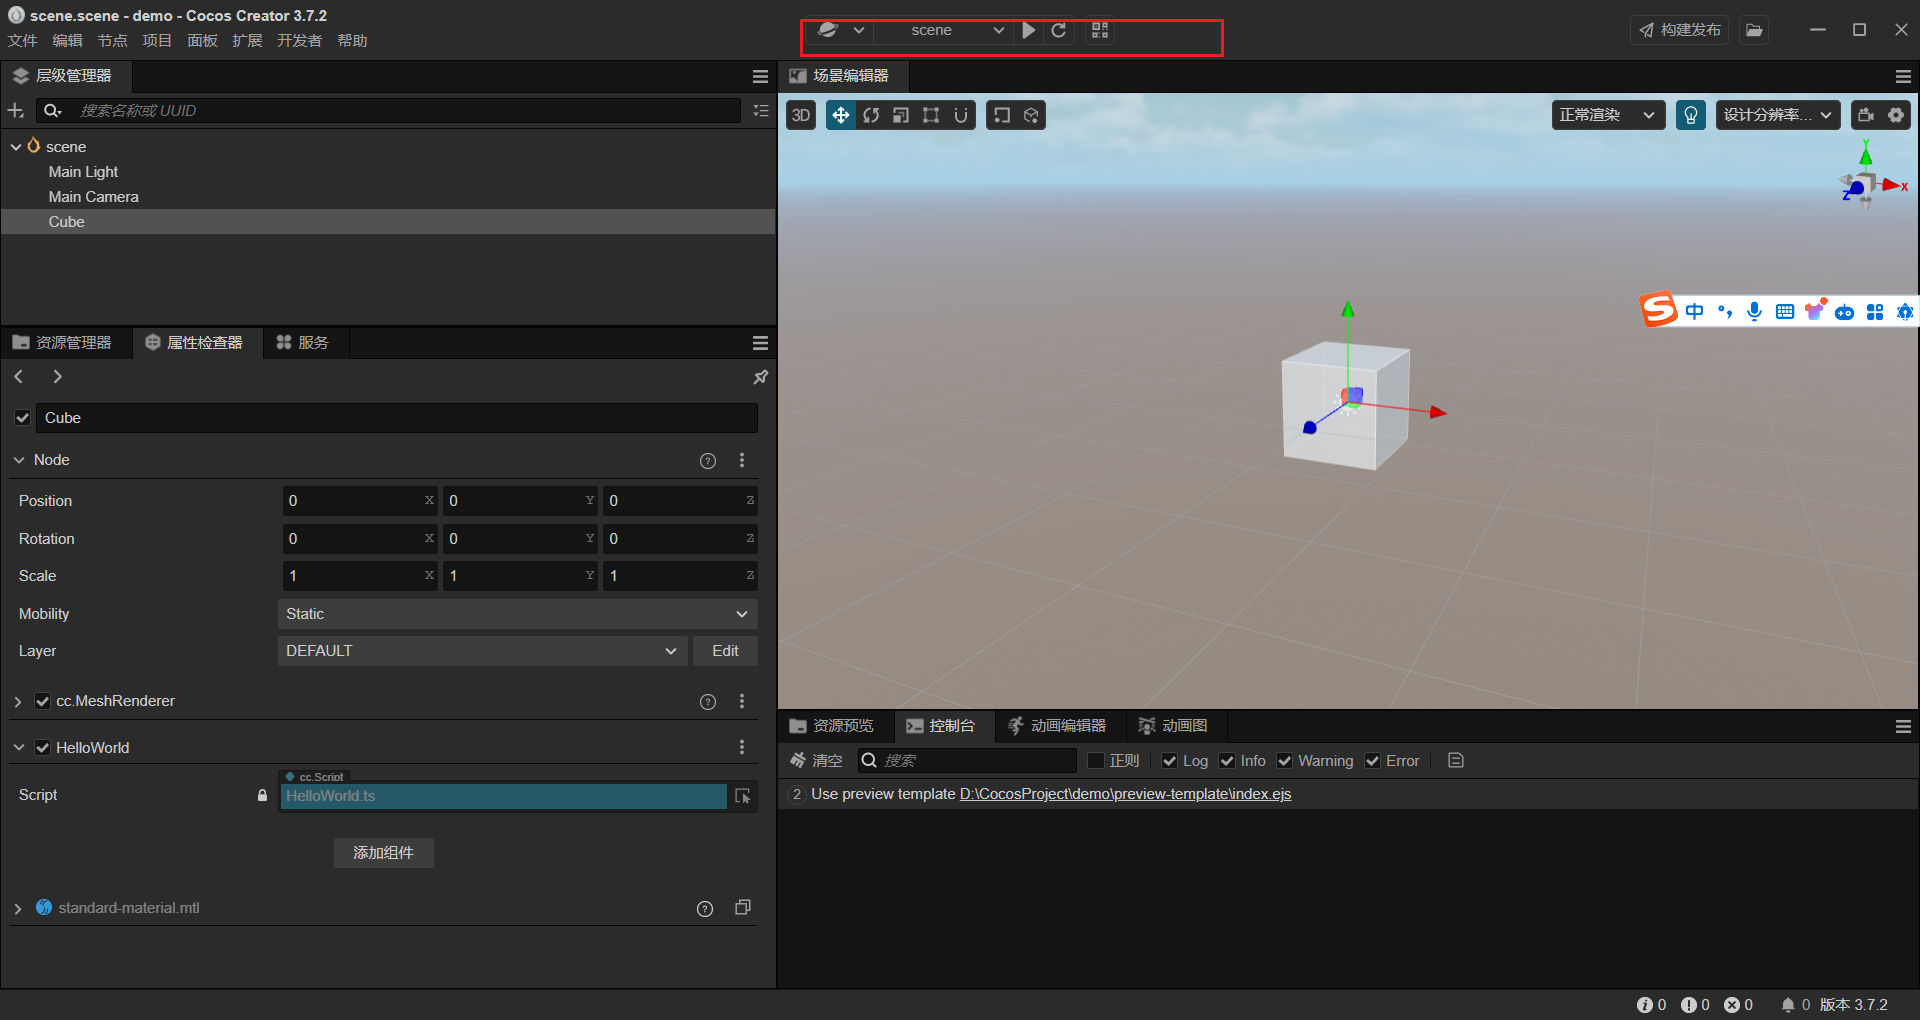 scene.scene - demo - Cocos Creator 3.7.2
文件 编辑 节点 项目 面板 扩展 开发者 帮助
scene
构建发布
层级管理器
搜索名称或 UUID
scene
Main Light
Main Camera
Cube
资源管理器 属性检查器 服务
Cube
Node
Position 0 X 0 Y 0 Z
Rotation 0 X 0 Y 0 Z
Scale 1 X 1 Y 1 Z
Mobility Static
Layer DEFAULT Edit
cc.MeshRenderer
HelloWorld
cc.Script
Script HelloWorld.ts
添加组件
standard-material.mtl
场景编辑器
3D 正常渲染 设计分辨率...
Y
X
Z
S 中
资源预览 控制台 动画编辑器 动画图
清空 搜索 正则 Log Info Warning Error
2 Use preview template D:\CocosProject\demo\preview-template\index.ejs
0 0 0 0 版本 3.7.2